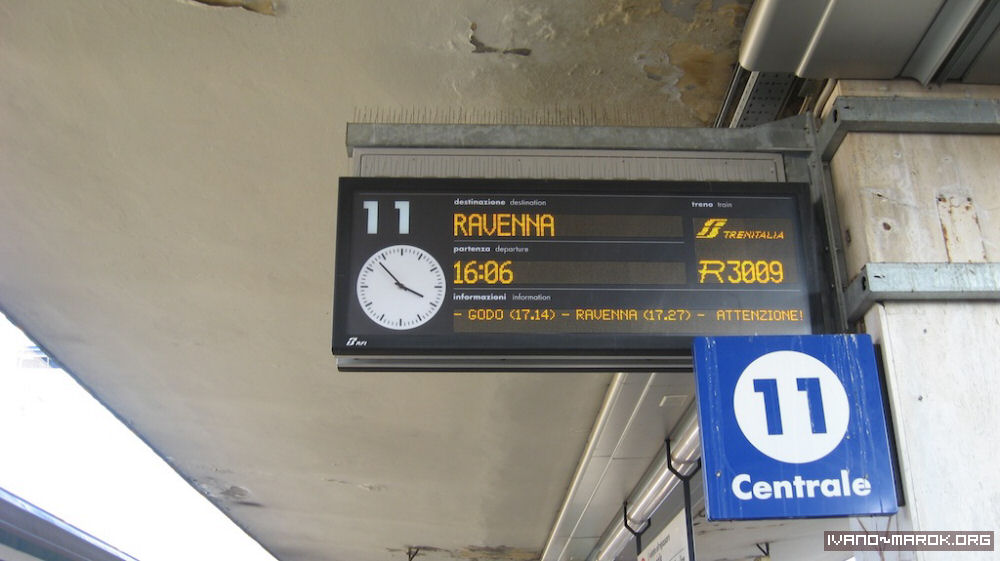 11
destinazione destination
RAVENNA
treno train
TRENITALIA
partenza departure
16:06
R3009
informazioni information
- GODO (17.14) - RAVENNA (17.27) - ATTENZIONE!
RFI
11
Centrale
IVANO~MAROK.ORG